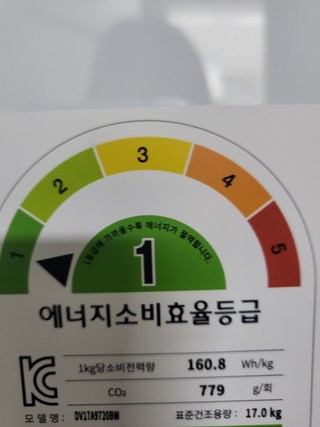 1 2 3 4 5
1등급에 가까울수록 에너지가 절약됩니다.
1
에너지소비효율등급
1kg당소비전력량 160.8 Wh/kg
CO₂ 779 g/회
모 델 명 : DV17A9720BW 표준건조용량 : 17.0 kg